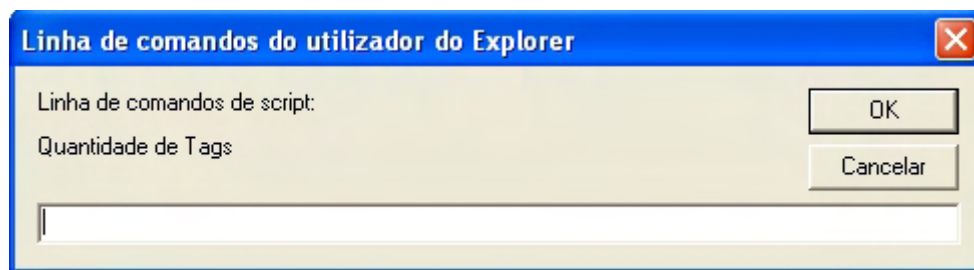 Linha de comandos do utilizador do Explorer
Linha de comandos de script:
Quantidade de Tags
OK
Cancelar